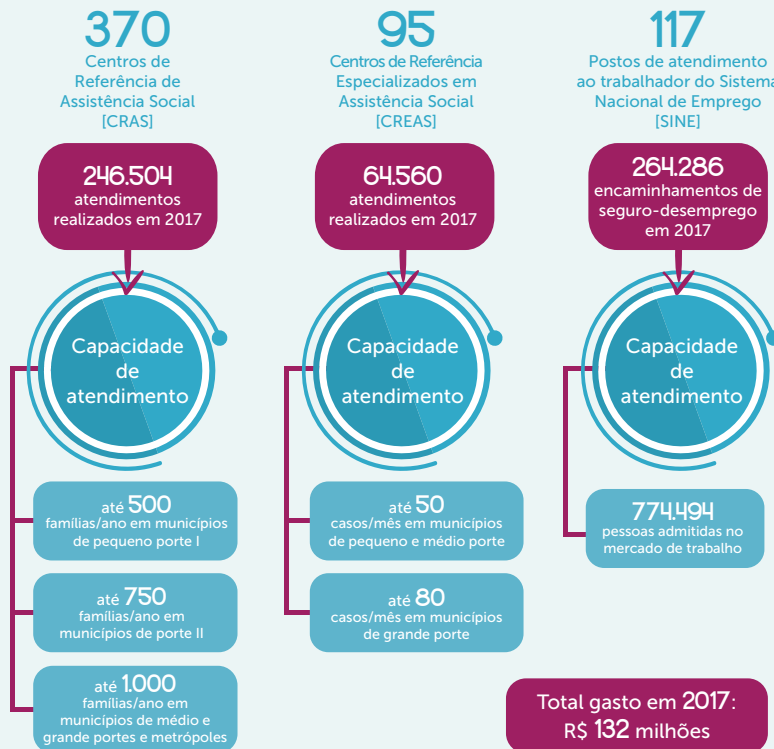 370
Centros de
Referência de
Assistência Social
[CRAS]
246.504
atendimentos
realizados em 2017
Capacidade
de
atendimento
até 500
famílias/ano em municípios
de pequeno porte I
até 750
famílias/ano em
municípios de porte II
até 1.000
famílias/ano em
municípios de médio e
grande portes e metrópoles
95
Centros de Referência
Especializados em
Assistência Social
[CREAS]
64.560
atendimentos
realizados em 2017
Capacidade
de
atendimento
até 50
casos/mês em municípios
de pequeno e médio porte
até 80
casos/mês em municípios
de grande porte
117
Postos de atendimento
ao trabalhador do Sistema
Nacional de Emprego
[SINE]
264.286
encaminhamentos de
seguro-desemprego
em 2017
Capacidade
de
atendimento
774.494
pessoas admitidas no
mercado de trabalho
Total gasto em 2017:
R$ 132 milhões